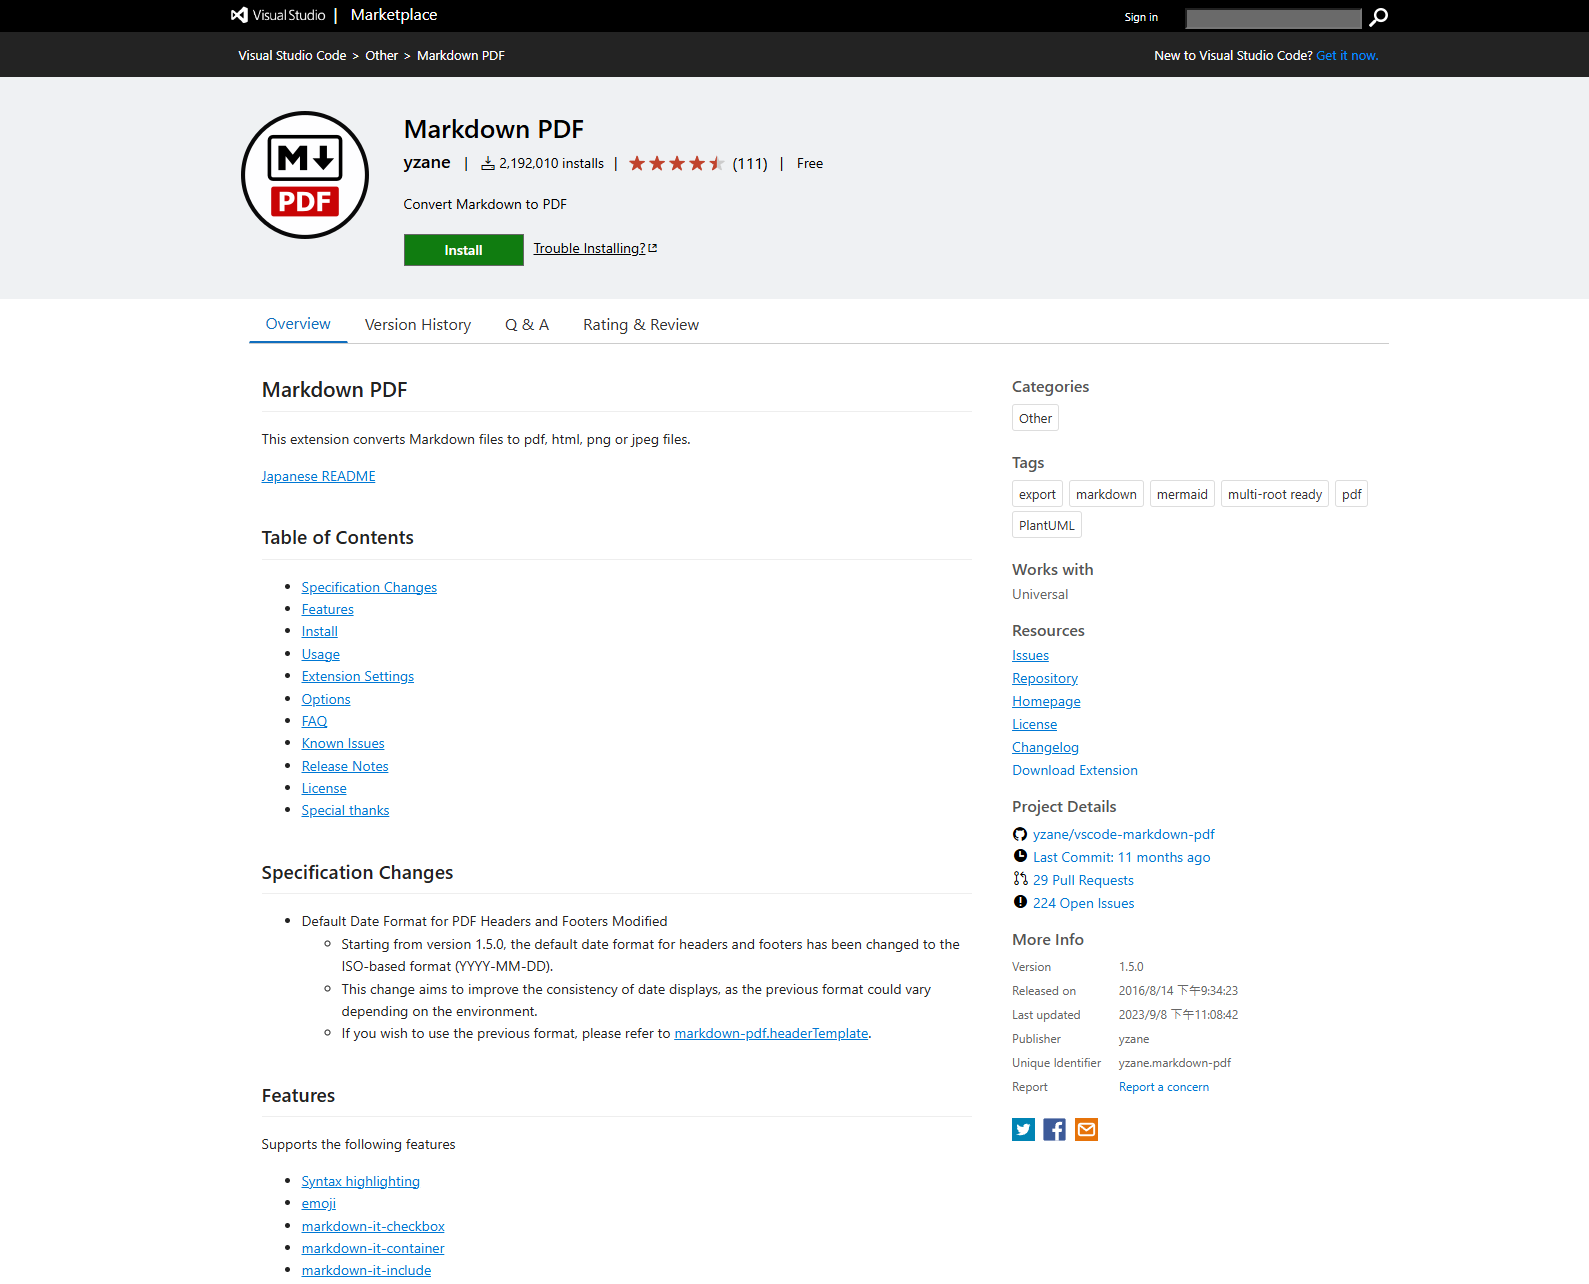 Visual Studio | Marketplace
Sign in
Visual Studio Code > Other > Markdown PDF
New to Visual Studio Code? Get it now.
M
PDF
Markdown PDF
yzane | 2,192,010 installs | (111) | Free
Convert Markdown to PDF
Install
Trouble Installing?
Overview
Version History
Q & A
Rating & Review
Markdown PDF
This extension converts Markdown files to pdf, html, png or jpeg files.
Japanese README
Table of Contents
Specification Changes
Features
Install
Usage
Extension Settings
Options
FAQ
Known Issues
Release Notes
License
Special thanks
Specification Changes
Default Date Format for PDF Headers and Footers Modified
Starting from version 1.5.0, the default date format for headers and footers has been changed to the
ISO-based format (YYYY-MM-DD).
This change aims to improve the consistency of date displays, as the previous format could vary
depending on the environment.
If you wish to use the previous format, please refer to markdown-pdf.headerTemplate.
Features
Supports the following features
Syntax highlighting
emoji
markdown-it-checkbox
markdown-it-container
markdown-it-include
Categories
Other
Tags
export markdown mermaid multi-root ready pdf
PlantUML
Works with
Universal
Resources
Issues
Repository
Homepage
License
Changelog
Download Extension
Project Details
yzane/vscode-markdown-pdf
Last Commit: 11 months ago
29 Pull Requests
224 Open Issues
More Info
Version 1.5.0
Released on 2016/8/14 下午9:34:23
Last updated 2023/9/8 下午11:08:42
Publisher yzane
Unique Identifier yzane.markdown-pdf
Report Report a concern